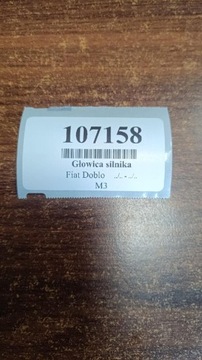 107158
Głowica silnika
Fiat Doblo .. - ..
M3